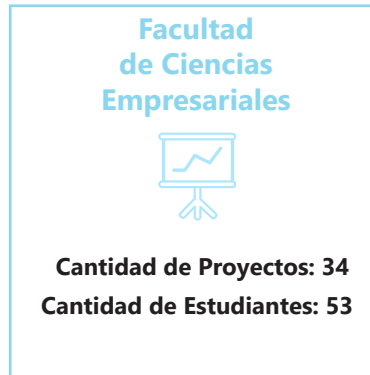 Facultad
de Ciencias
Empresariales
Cantidad de Proyectos: 34
Cantidad de Estudiantes: 53